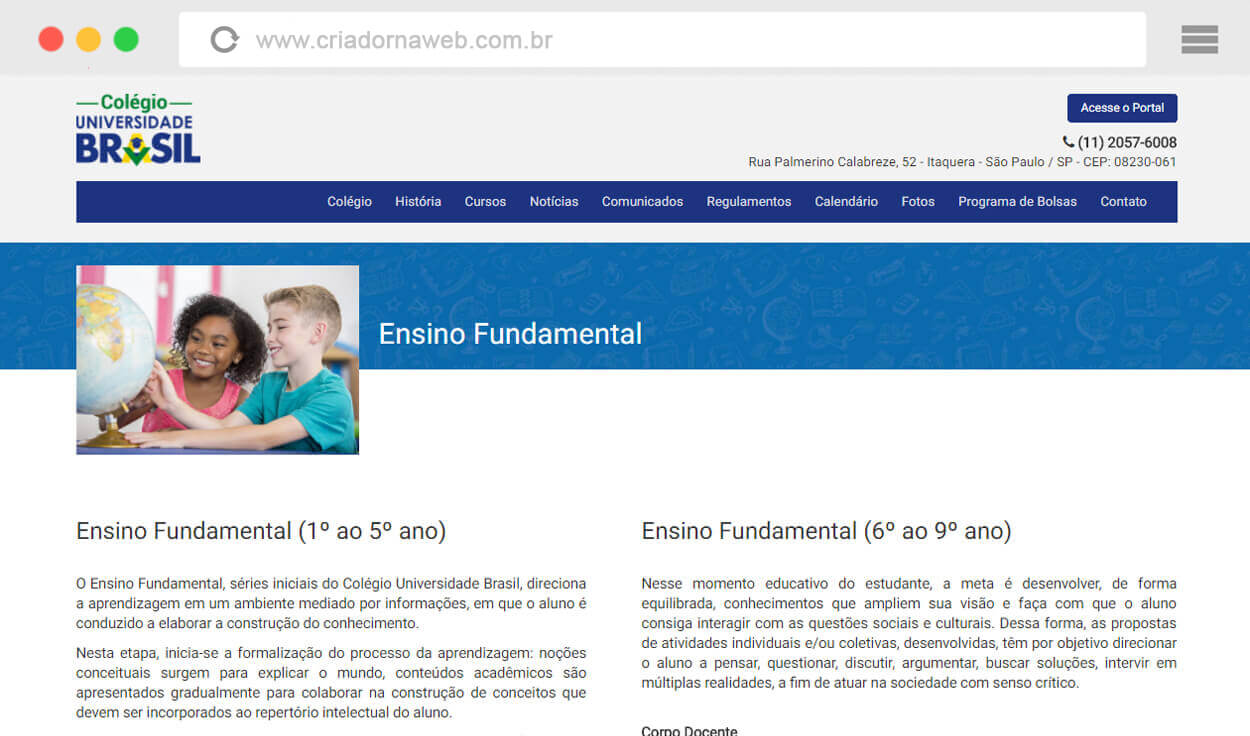 www.criadornaweb.com.br
Colégio
UNIVERSIDADE
BRASIL
Acesse o Portal
(11) 2057-6008
Rua Palmerino Calabreze, 52 - Itaquera - São Paulo / SP - CEP: 08230-061
Colégio História Cursos Notícias Comunicados Regulamentos Calendário Fotos Programa de Bolsas Contato
Ensino Fundamental
Ensino Fundamental (1º ao 5º ano)
O Ensino Fundamental, séries iniciais do Colégio Universidade Brasil, direciona
a aprendizagem em um ambiente mediado por informações, em que o aluno é
conduzido a elaborar a construção do conhecimento.
Nesta etapa, inicia-se a formalização do processo da aprendizagem: noções
conceituais surgem para explicar o mundo, conteúdos acadêmicos são
apresentados gradualmente para colaborar na construção de conceitos que
devem ser incorporados ao repertório intelectual do aluno.
Ensino Fundamental (6º ao 9º ano)
Nesse momento educativo do estudante, a meta é desenvolver, de forma
equilibrada, conhecimentos que ampliem sua visão e faça com que o aluno
consiga interagir com as questões sociais e culturais. Dessa forma, as propostas
de atividades individuais e/ou coletivas, desenvolvidas, têm por objetivo direcionar
o aluno a pensar, questionar, discutir, argumentar, buscar soluções, intervir em
múltiplas realidades, a fim de atuar na sociedade com senso crítico.
Corpo Docente